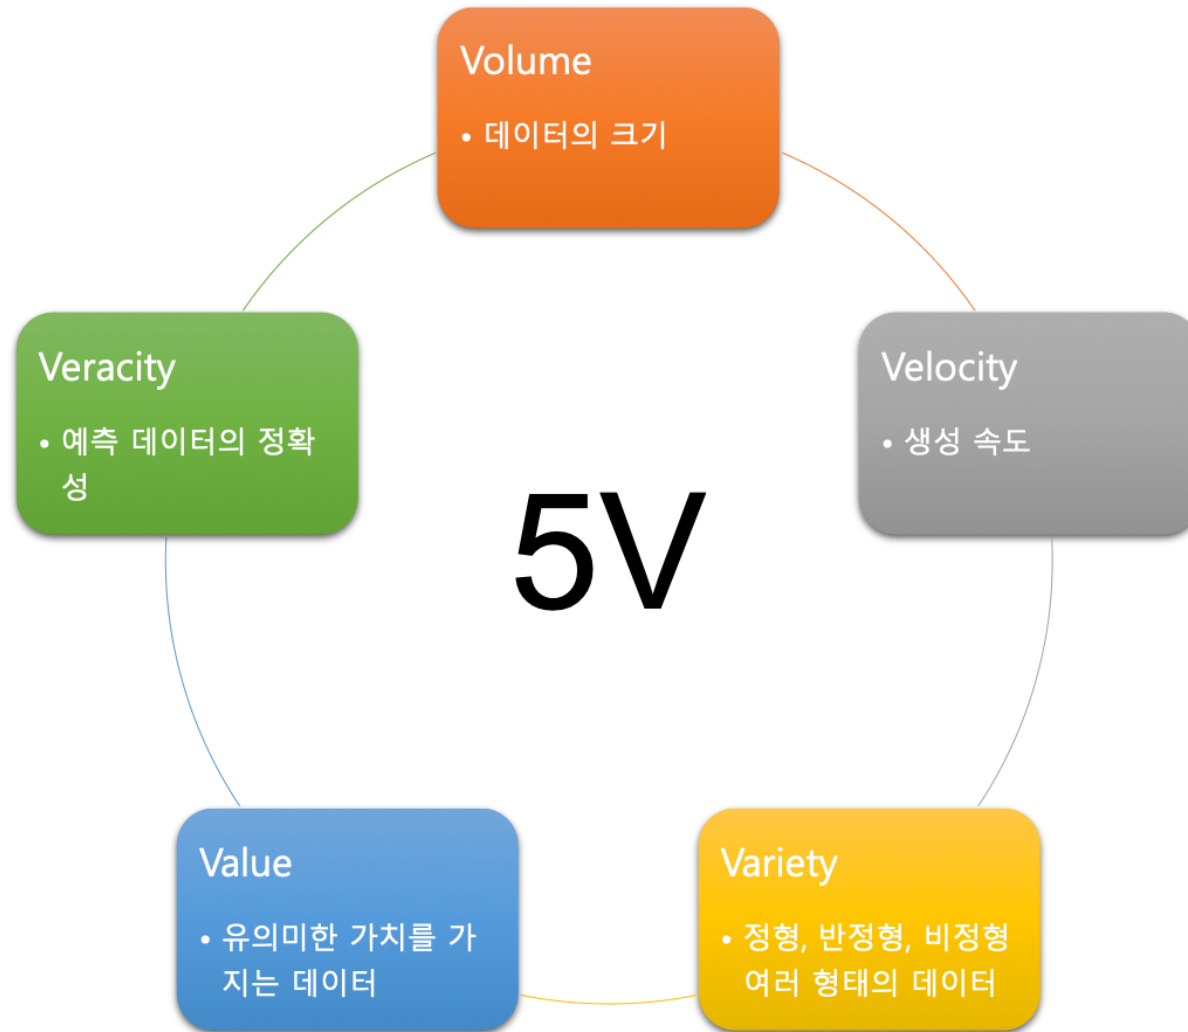 Volume
• 데이터의 크기
Veracity
• 예측 데이터의 정확
성
Velocity
• 생성 속도
5V
Value
• 유의미한 가치를 가
지는 데이터
Variety
• 정형, 반정형, 비정형
여러 형태의 데이터